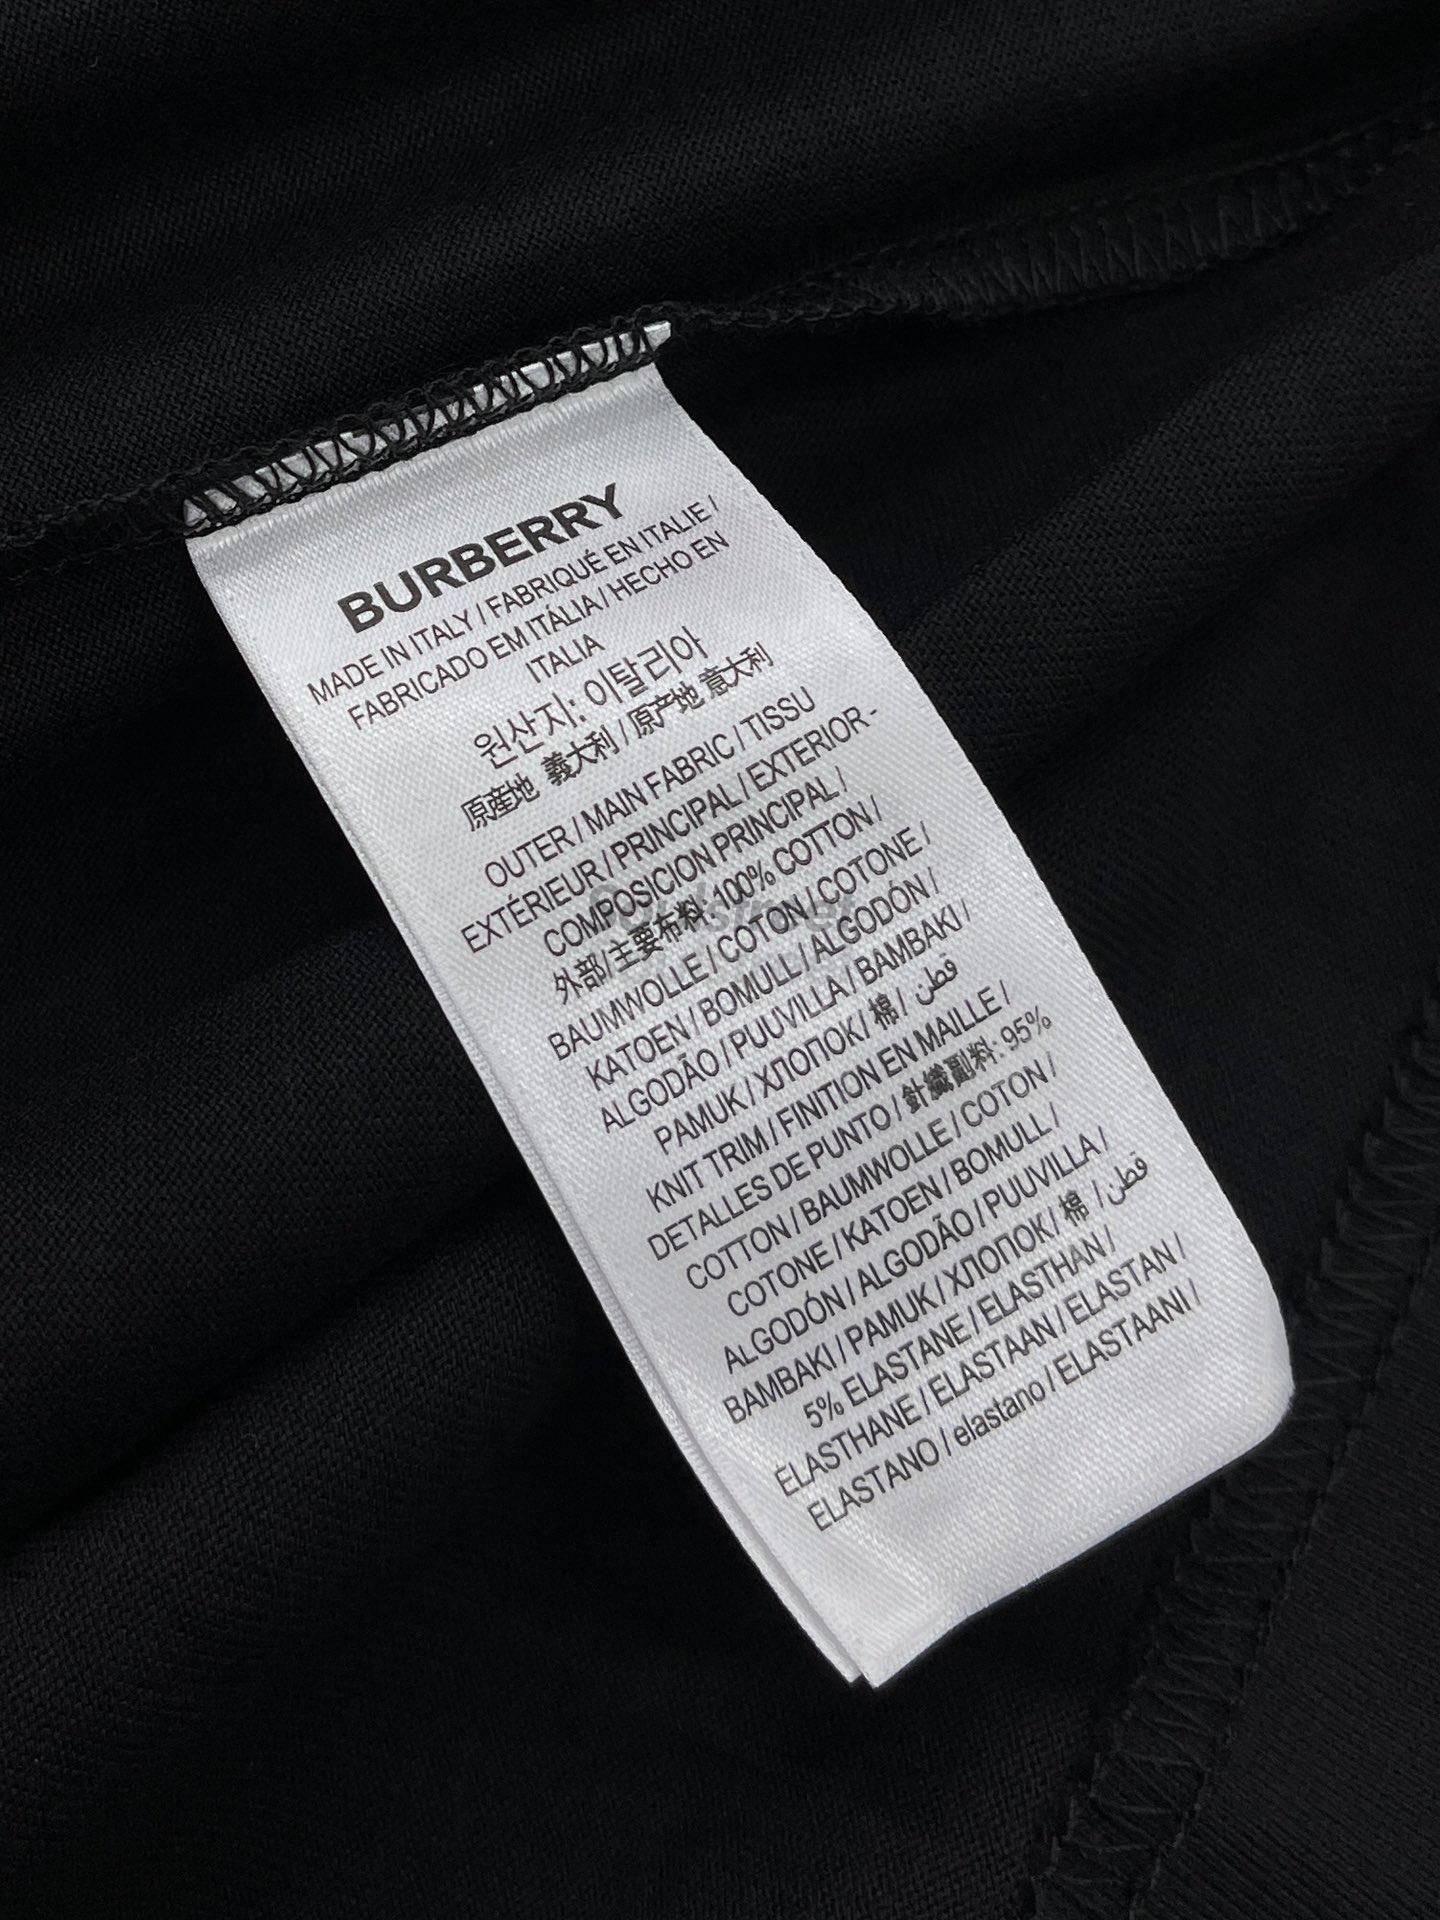 BURBERRY
MADE IN ITALY / FABRIQUÉ EN ITALIE /
FABRICADO EM ITÁLIA / HECHO EN
ITALIA
원산지: 이탈리아
原産地 義大利 / 原产地 意大利
OUTER / MAIN FABRIC / TISSU
EXTÉRIEUR / PRINCIPAL / EXTERIOR -
COMPOSICION PRINCIPAL /
外部/主要布料: 100% COTTON /
BAUMWOLLE / COTON / COTONE /
KATOEN / BOMULL / ALGODÓN /
ALGODÃO / PUUVILLA / BAMBAKI /
PAMUK / ХЛОПОК / 棉 / قطن
KNIT TRIM / FINITION EN MAILLE /
DETALLES DE PUNTO / 針織副料: 95%
COTTON / BAUMWOLLE / COTON /
COTONE / KATOEN / BOMULL /
ALGODÓN / ALGODÃO / PUUVILLA /
BAMBAKI / PAMUK / ХЛОПОК / 棉 / قطن
5% ELASTANE / ELASTHAN /
ÉLASTHANE / ELASTAAN / ELASTAN /
ELASTANO / elastano / ELASTAANI /